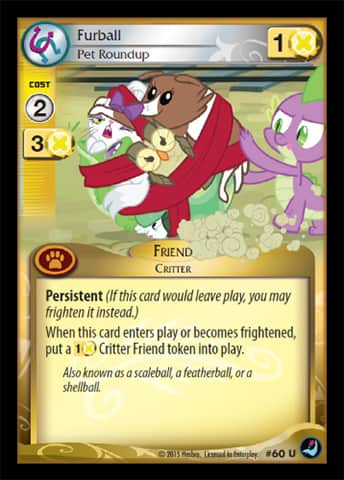 Furball
Pet Roundup
1
COST
2
3
FRIEND
CRITTER
Persistent (If this card would leave play, you may
frighten it instead.)
When this card enters play or becomes frightened,
put a 1 Critter Friend token into play.
Also known as a scaleball, a featherball, or a
shellball.
© 2015 Hasbro. Licensed to Enterplay. #60 U